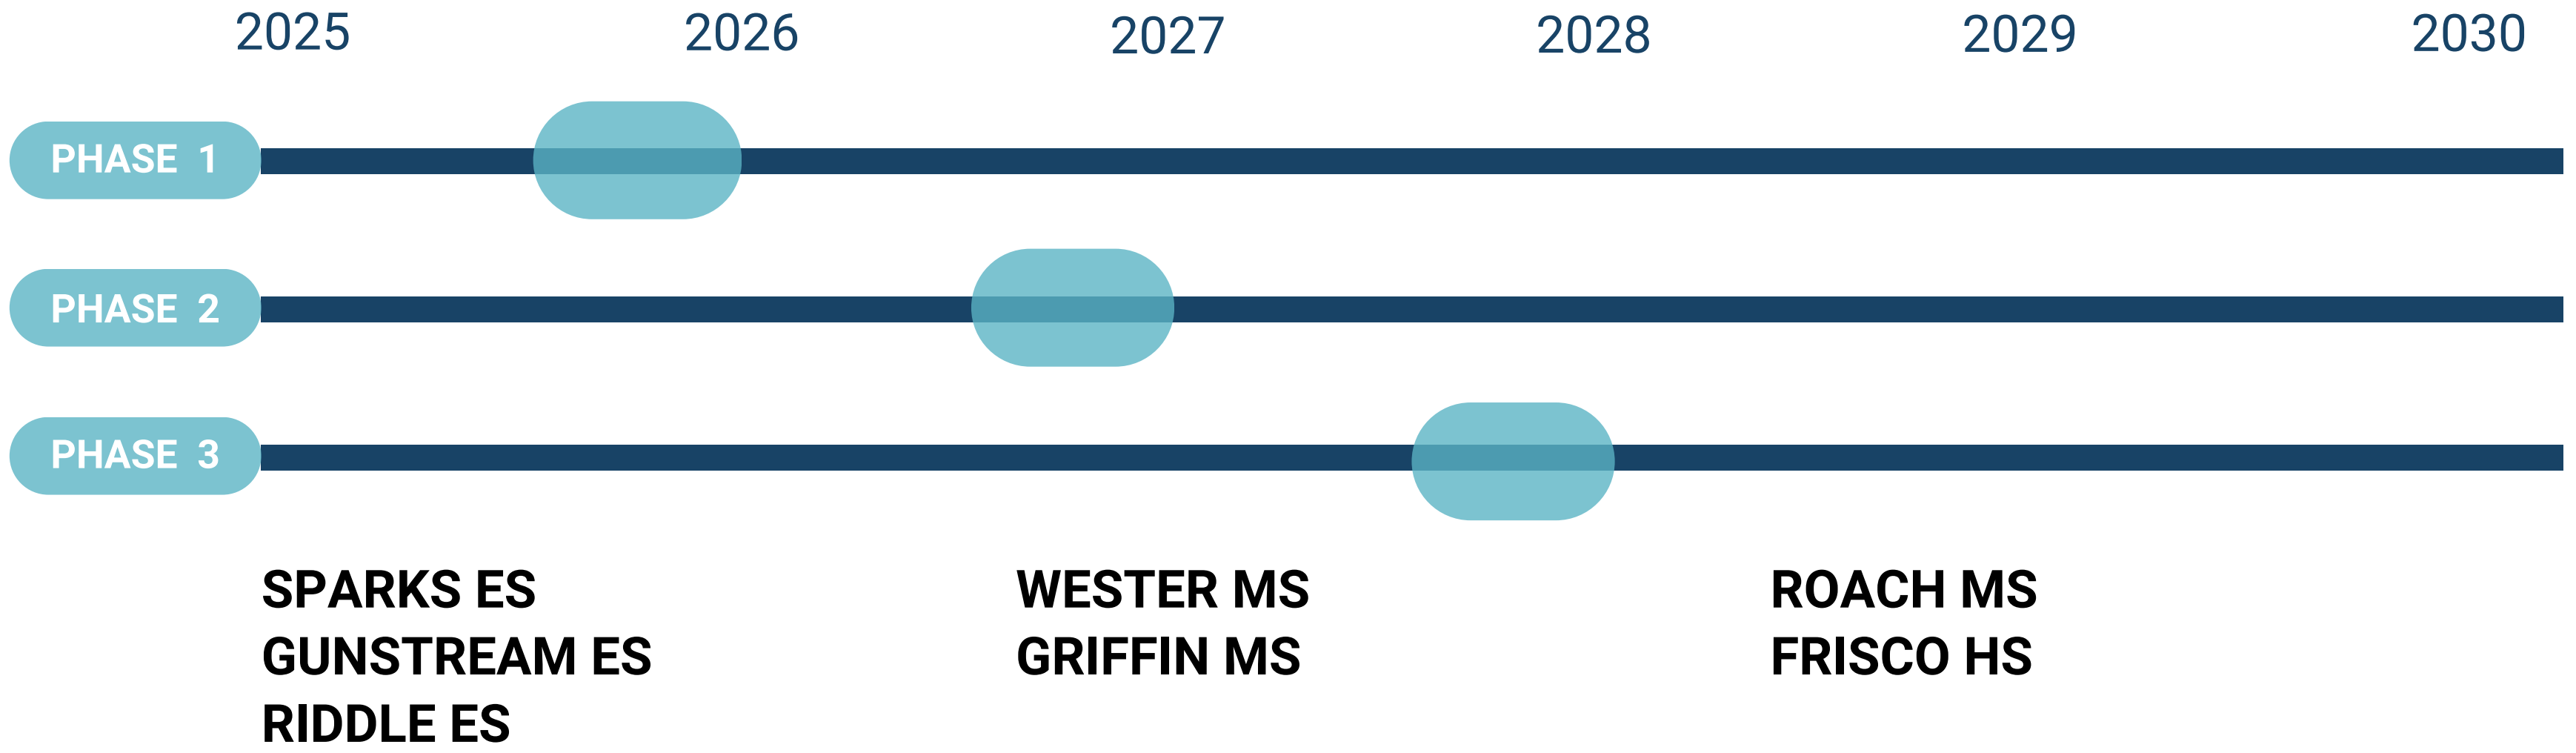 2025 2026 2027 2028 2029 2030
PHASE 1
PHASE 2
PHASE 3
SPARKS ES
GUNSTREAM ES
RIDDLE ES
WESTER MS
GRIFFIN MS
ROACH MS
FRISCO HS